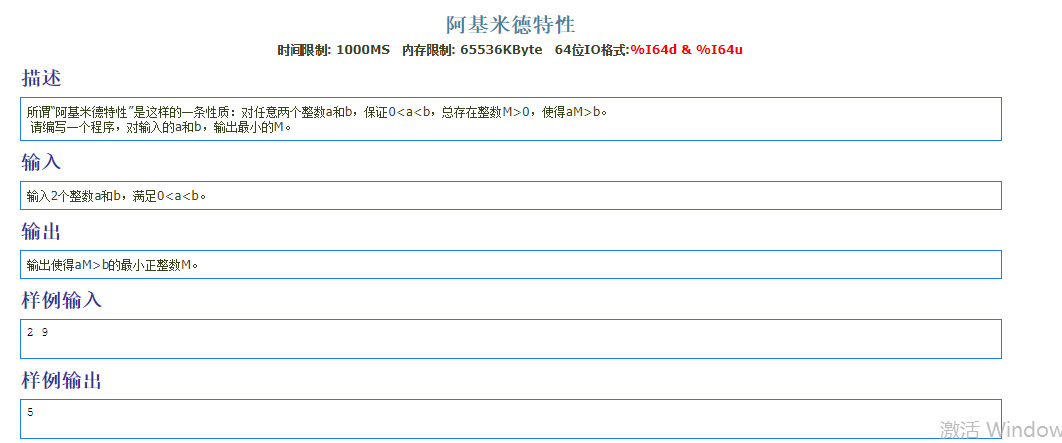 阿基米德特性
时间限制: 1000MS 内存限制: 65536KByte 64位IO格式:%I64d & %I64u
描述
所谓“阿基米德特性”是这样的一条性质：对任意两个整数a和b，保证0<a<b，总存在整数M>0，使得aM>b。
请编写一个程序，对输入的a和b，输出最小的M。
输入
输入2个整数a和b，满足0<a<b。
输出
输出使得aM>b的最小正整数M。
样例输入
2 9
样例输出
5
激活 Window